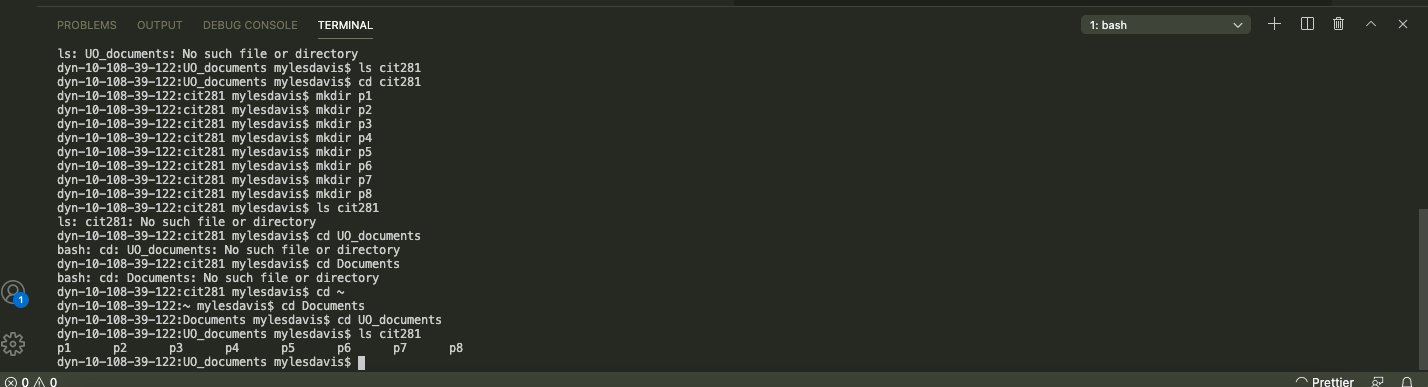 PROBLEMS OUTPUT DEBUG CONSOLE TERMINAL 1: bash
ls: UO_documents: No such file or directory
dyn-10-108-39-122:UO_documents mylesdavis$ ls cit281
dyn-10-108-39-122:UO_documents mylesdavis$ cd cit281
dyn-10-108-39-122:cit281 mylesdavis$ mkdir p1
dyn-10-108-39-122:cit281 mylesdavis$ mkdir p2
dyn-10-108-39-122:cit281 mylesdavis$ mkdir p3
dyn-10-108-39-122:cit281 mylesdavis$ mkdir p4
dyn-10-108-39-122:cit281 mylesdavis$ mkdir p5
dyn-10-108-39-122:cit281 mylesdavis$ mkdir p6
dyn-10-108-39-122:cit281 mylesdavis$ mkdir p7
dyn-10-108-39-122:cit281 mylesdavis$ mkdir p8
dyn-10-108-39-122:cit281 mylesdavis$ ls cit281
ls: cit281: No such file or directory
dyn-10-108-39-122:cit281 mylesdavis$ cd UO_documents
bash: cd: UO_documents: No such file or directory
dyn-10-108-39-122:cit281 mylesdavis$ cd Documents
bash: cd: Documents: No such file or directory
dyn-10-108-39-122:cit281 mylesdavis$ cd ~
dyn-10-108-39-122:~ mylesdavis$ cd Documents
dyn-10-108-39-122:Documents mylesdavis$ cd UO_documents
dyn-10-108-39-122:UO_documents mylesdavis$ ls cit281
p1 p2 p3 p4 p5 p6 p7 p8
dyn-10-108-39-122:UO_documents mylesdavis$
1
0 0 Prettier